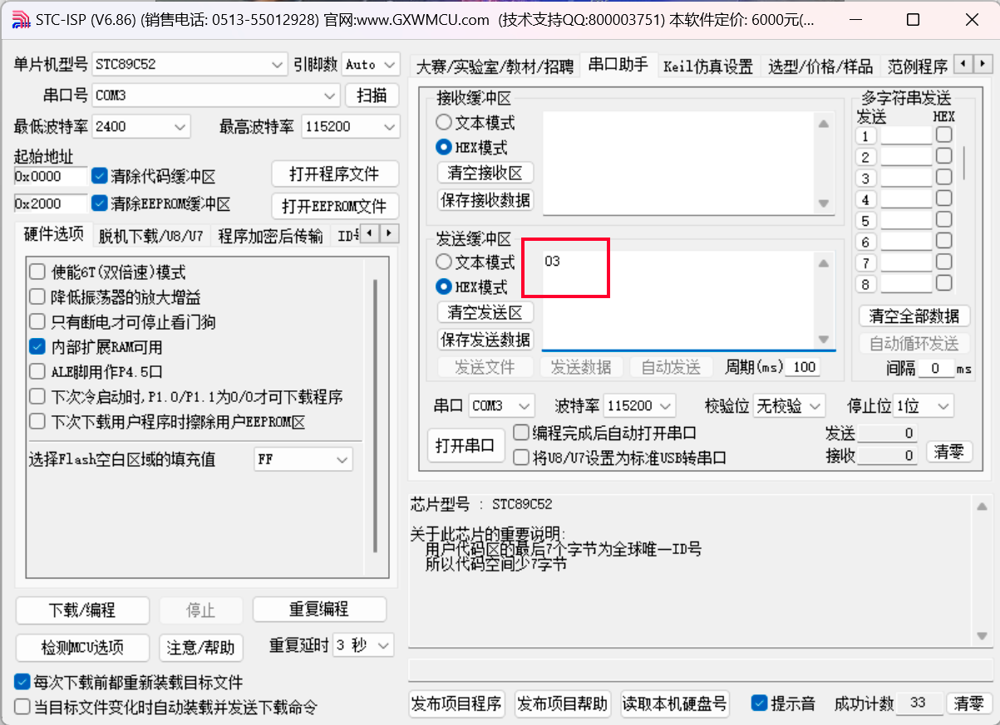 STC-ISP (V6.86) (销售电话: 0513-55012928) 官网:www.GXWMCU.com (技术支持QQ:800003751) 本软件定价: 6000元(...
单片机型号 STC89C52 引脚数 Auto
串口号 COM3 扫描
最低波特率 2400 最高波特率 115200
起始地址
0x0000 清除代码缓冲区 打开程序文件
0x2000 清除EEPROM缓冲区 打开EEPROM文件
硬件选项 脱机下载/U8/U7 程序加密后传输
使能6T(双倍速)模式
降低振荡器的放大增益
只有断电才可停止看门狗
内部扩展RAM可用
ALE脚用作P4.5口
下次冷启动时,P1.0/P1.1为0/0才可下载程序
下次下载用户程序时擦除用户EEPROM区
选择Flash空白区域的填充值 FF
下载/编程 停止 重复编程
检测MCU选项 注意/帮助 重复延时 3 秒
每次下载前都重新装载目标文件
当目标文件变化时自动装载并发送下载命令
大赛/实验室/教材/招聘 串口助手 Keil仿真设置 选型/价格/样品 范例程序
接收缓冲区
文本模式
HEX模式
清空接收区
保存接收数据
发送缓冲区
文本模式 03
HEX模式
清空发送区
保存发送数据
发送文件 发送数据 自动发送 周期(ms) 100
多字符串发送
发送 HEX
1
2
3
4
5
6
7
8
清空全部数据
自动循环发送
间隔 0 ms
串口 COM3 波特率 115200 校验位 无校验 停止位 1位
打开串口 编程完成后自动打开串口 发送 0
将U8/U7设置为标准USB转串口 接收 0 清零
芯片型号 : STC89C52
关于此芯片的重要说明:
用户代码区的最后7个字节为全球唯一ID号
所以代码空间少7字节
发布项目程序 发布项目帮助 读取本机硬盘号 提示音 成功计数 33 清零